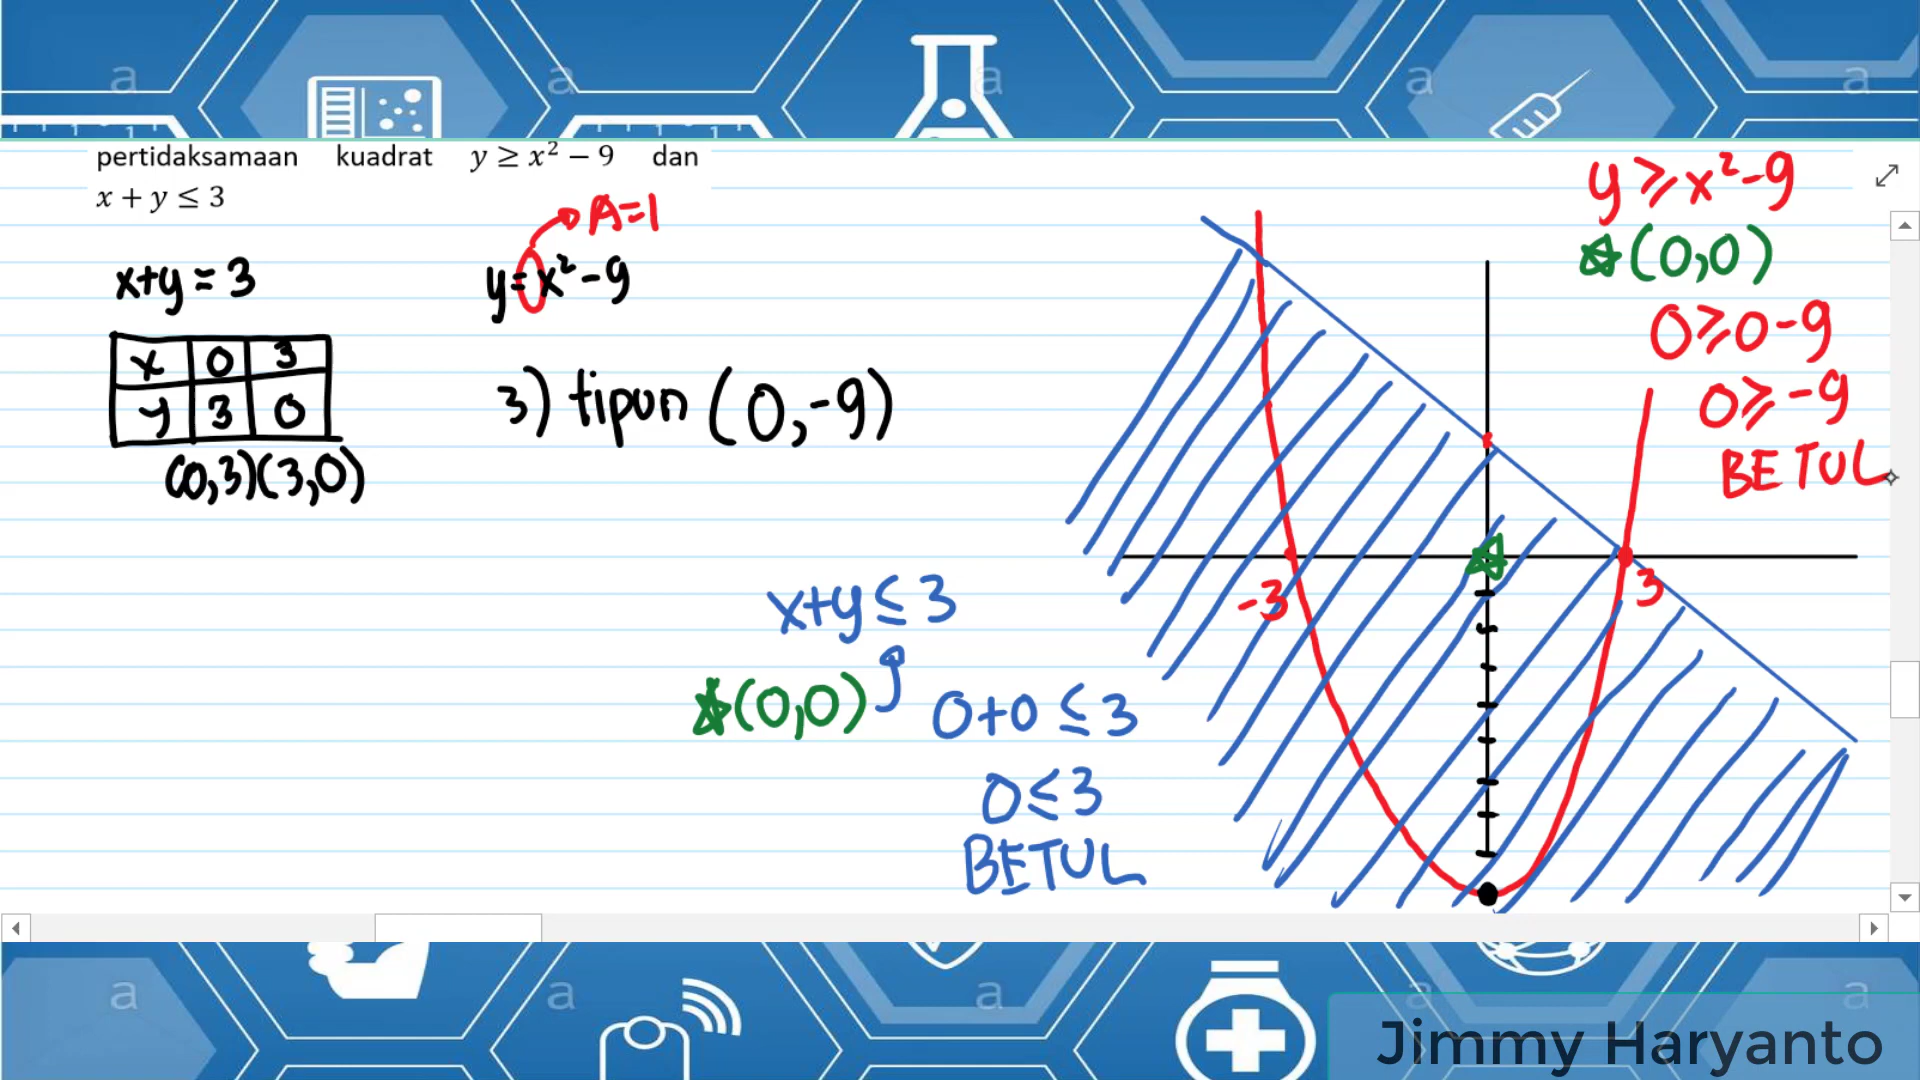 pertidaksamaan kuadrat y ≥ x² − 9 dan
x + y ≤ 3
x+y = 3
x 0 3
y 3 0
(0,3)(3,0)
A=1
y = x² - 9
3) tipun (0,-9)
x+y ≤ 3
(0,0)
0+0 ≤ 3
0 ≤ 3
BETUL
-3
3
y ≥ x² - 9
(0,0)
0 ≥ 0 - 9
0 ≥ -9
BETUL
Jimmy Haryanto
a a a a a
a a a a a